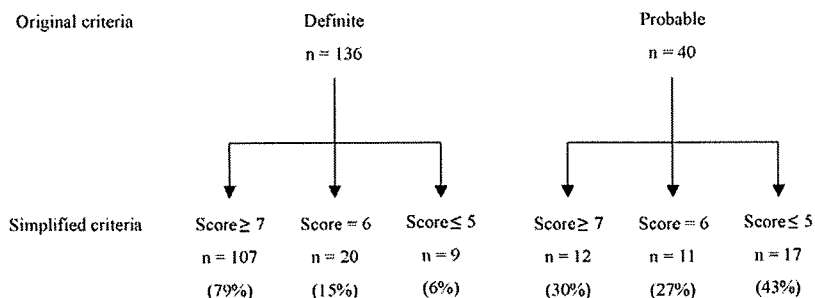 Original criteria Definite Probable
n = 136 n = 40
Simplified criteria Score ≥ 7 Score = 6 Score ≤ 5 Score ≥ 7 Score = 6 Score ≤ 5
n = 107 n = 20 n = 9 n = 12 n = 11 n = 17
(79%) (15%) (6%) (30%) (27%) (43%)